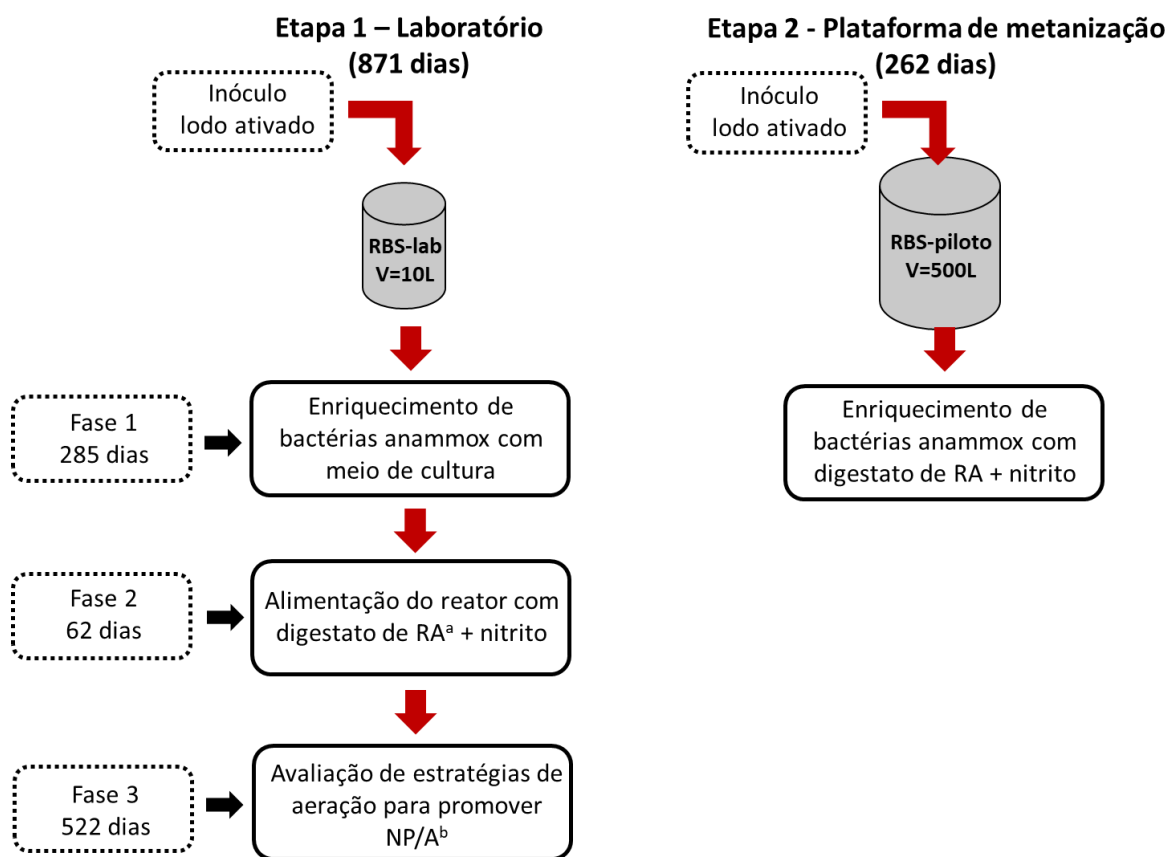 Etapa 1 – Laboratório
(871 dias)
Inóculo
lodo ativado
RBS-lab
V=10L
Fase 1
285 dias
Enriquecimento de
bactérias anammox com
meio de cultura
Fase 2
62 dias
Alimentação do reator com
digestato de RAᵃ + nitrito
Fase 3
522 dias
Avaliação de estratégias de
aeração para promover
NP/Aᵇ
Etapa 2 - Plataforma de metanização
(262 dias)
Inóculo
lodo ativado
RBS-piloto
V=500L
Enriquecimento de
bactérias anammox com
digestato de RA + nitrito